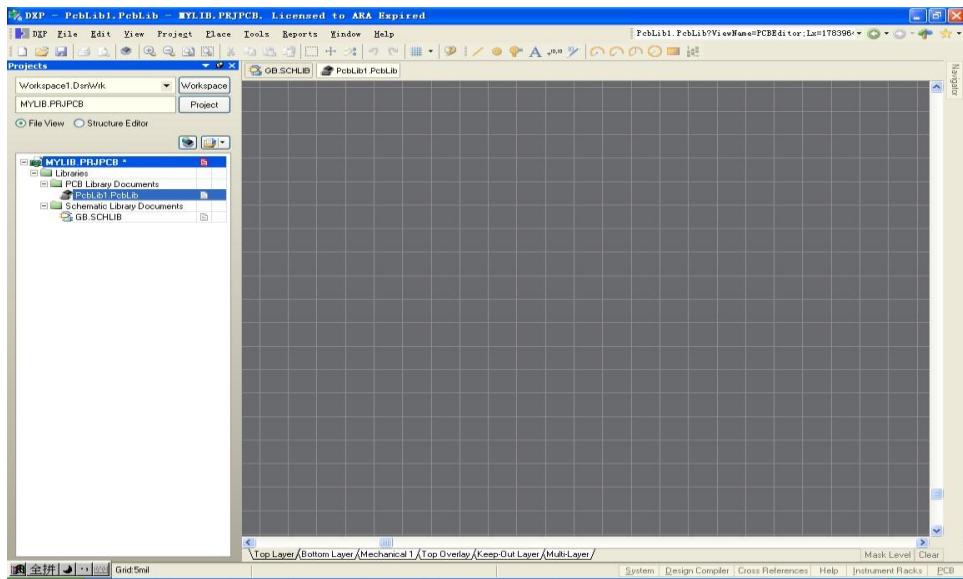 DXP - PcbLib1.PcbLib - MYLIB.PRJPCB. Licensed to ARA Expired
DXP File Edit View Project Place Tools Reports Window Help
PcbLib1.PcbLib?ViewName=PCBEditor;Lx=178396
Projects
GB.SCHLIB PcbLib1.PcbLib
Navigator
Workspace1.DsnWrk Workspace
MYLIB.PRJPCB Project
File View Structure Editor
MYLIB.PRJPCB *
Libraries
PCB Library Documents
PcbLib1.PcbLib
Schematic Library Documents
GB.SCHLIB
Top Layer Bottom Layer Mechanical 1 Top Overlay Keep-Out Layer Multi-Layer
Mask Level Clear
全拼 Grid:5mil
System Design Compiler Cross References Help Instrument Racks PCB